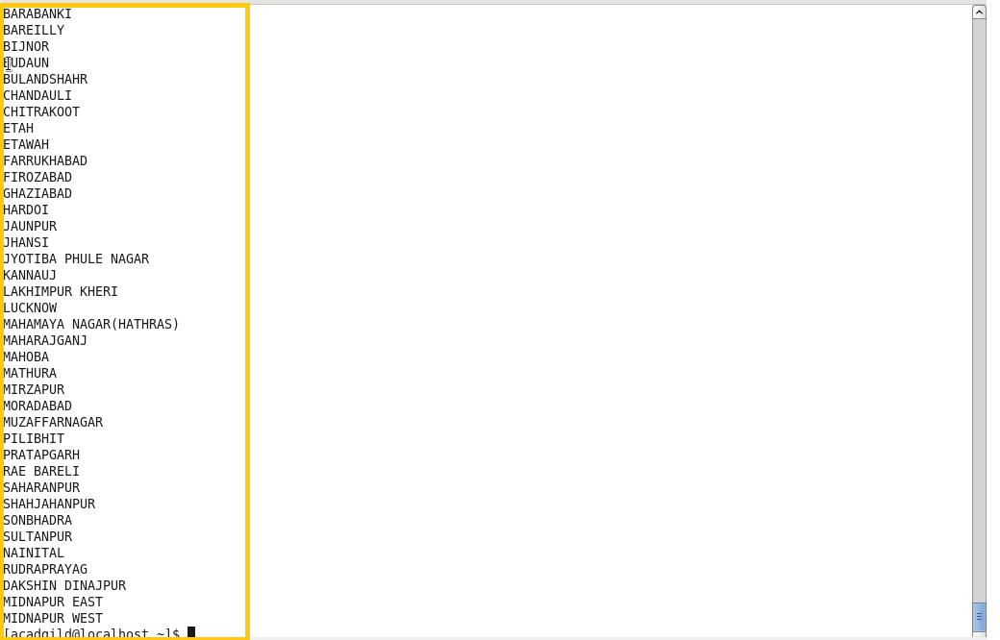 BARABANKI
BAREILLY
BIJNOR
BUDAUN
BULANDSHAHR
CHANDAULI
CHITRAKOOT
ETAH
ETAWAH
FARRUKHABAD
FIROZABAD
GHAZIABAD
HARDOI
JAUNPUR
JHANSI
JYOTIBA PHULE NAGAR
KANNAUJ
LAKHIMPUR KHERI
LUCKNOW
MAHAMAYA NAGAR(HATHRAS)
MAHARAJGANJ
MAHOBA
MATHURA
MIRZAPUR
MORADABAD
MUZAFFARNAGAR
PILIBHIT
PRATAPGARH
RAE BARELI
SAHARANPUR
SHAHJAHANPUR
SONBHADRA
SULTANPUR
NAINITAL
RUDRAPRAYAG
DAKSHIN DINAJPUR
MIDNAPUR EAST
MIDNAPUR WEST
[acadgild@localhost ~]$